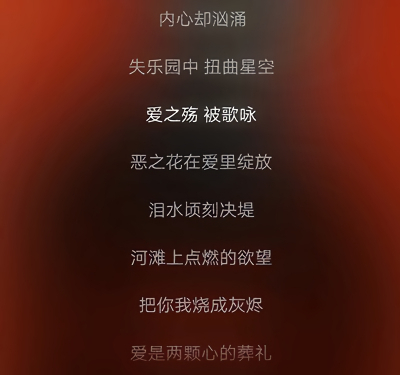 内心却汹涌
失乐园中 扭曲星空
爱之殇 被歌咏
恶之花在爱里绽放
泪水顷刻决堤
河滩上点燃的欲望
把你我烧成灰烬
爱是两颗心的葬礼